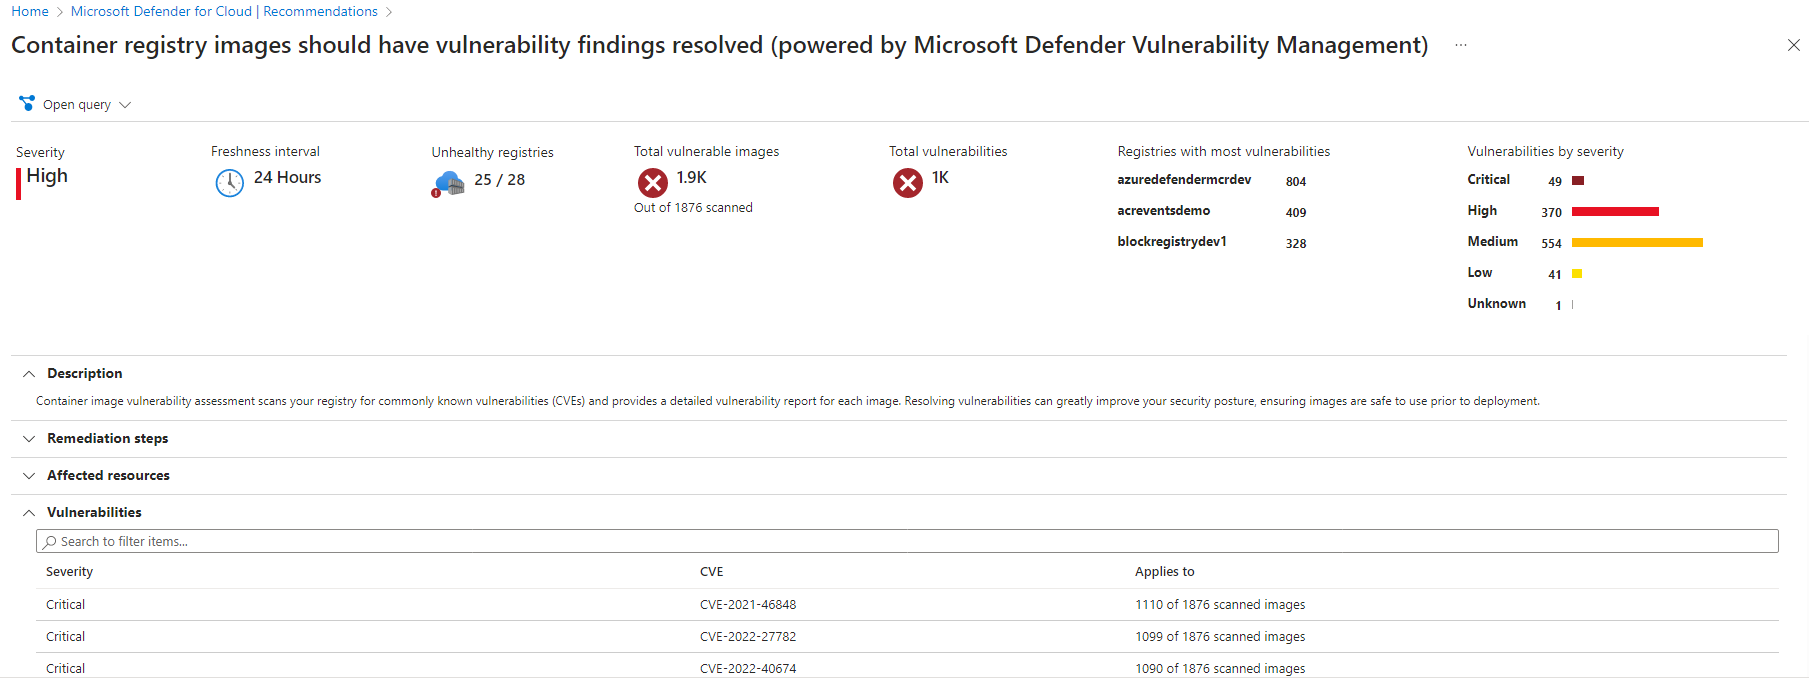 Home > Microsoft Defender for Cloud | Recommendations >
Container registry images should have vulnerability findings resolved (powered by Microsoft Defender Vulnerability Management) ...
Open query
Severity
High
Freshness interval
24 Hours
Unhealthy registries
25 / 28
Total vulnerable images
1.9K
Out of 1876 scanned
Total vulnerabilities
1K
Registries with most vulnerabilities
azuredefendermcrdev 804
acreventsdemo 409
blockregistrydev1 328
Vulnerabilities by severity
Critical 49
High 370
Medium 554
Low 41
Unknown 1
Description
Container image vulnerability assessment scans your registry for commonly known vulnerabilities (CVEs) and provides a detailed vulnerability report for each image. Resolving vulnerabilities can greatly improve your security posture, ensuring images are safe to use prior to deployment.
Remediation steps
Affected resources
Vulnerabilities
Search to filter items...
Severity CVE Applies to
Critical CVE-2021-46848 1110 of 1876 scanned images
Critical CVE-2022-27782 1099 of 1876 scanned images
Critical CVE-2022-40674 1090 of 1876 scanned images